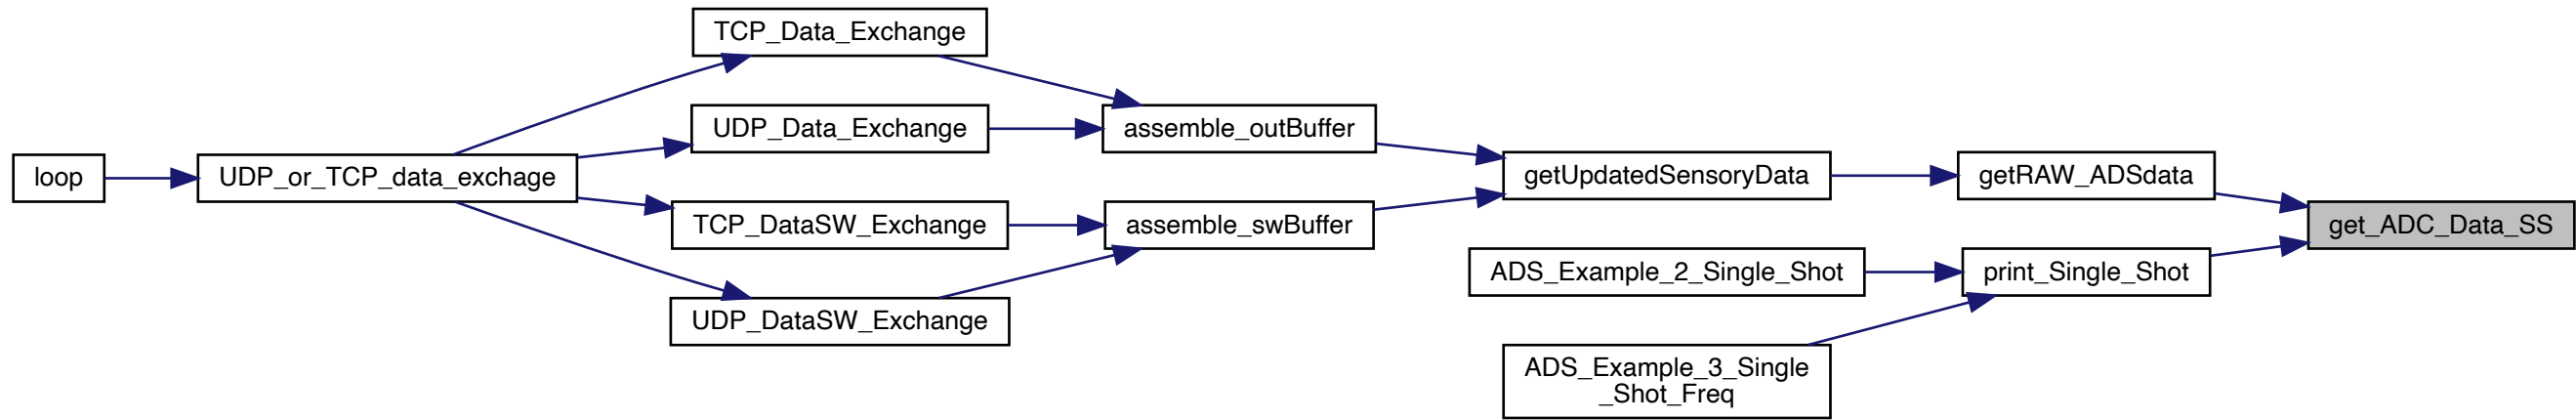 loop
UDP_or_TCP_data_exchage
TCP_Data_Exchange
UDP_Data_Exchange
TCP_DataSW_Exchange
UDP_DataSW_Exchange
assemble_outBuffer
assemble_swBuffer
getUpdatedSensoryData
ADS_Example_2_Single_Shot
ADS_Example_3_Single
_Shot_Freq
getRAW_ADSdata
print_Single_Shot
get_ADC_Data_SS